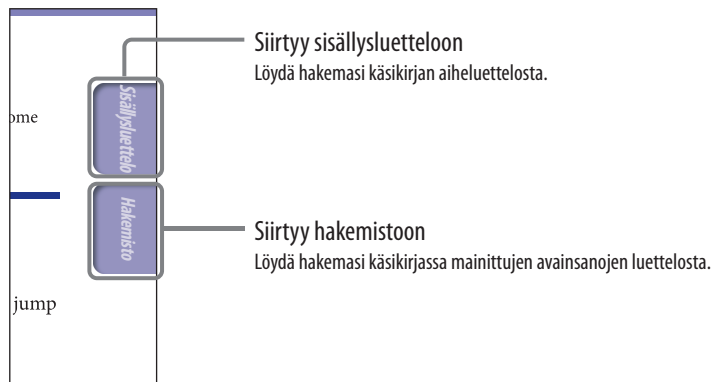 Siirtyy sisällysluetteloon
Löydä hakemasi käsikirjan aiheluettelosta.
Sisällysluettelo
ome
Hakemisto
Siirtyy hakemistoon
Löydä hakemasi käsikirjassa mainittujen avainsanojen luettelosta.
jump